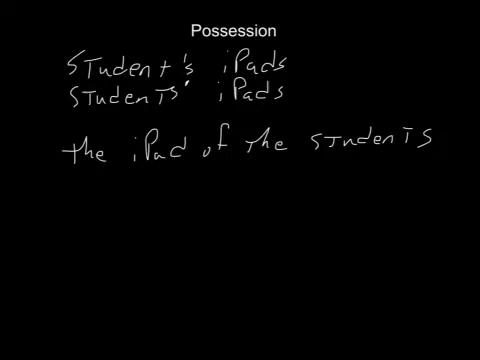 Possession
student's iPads
students' iPads
the iPad of the students